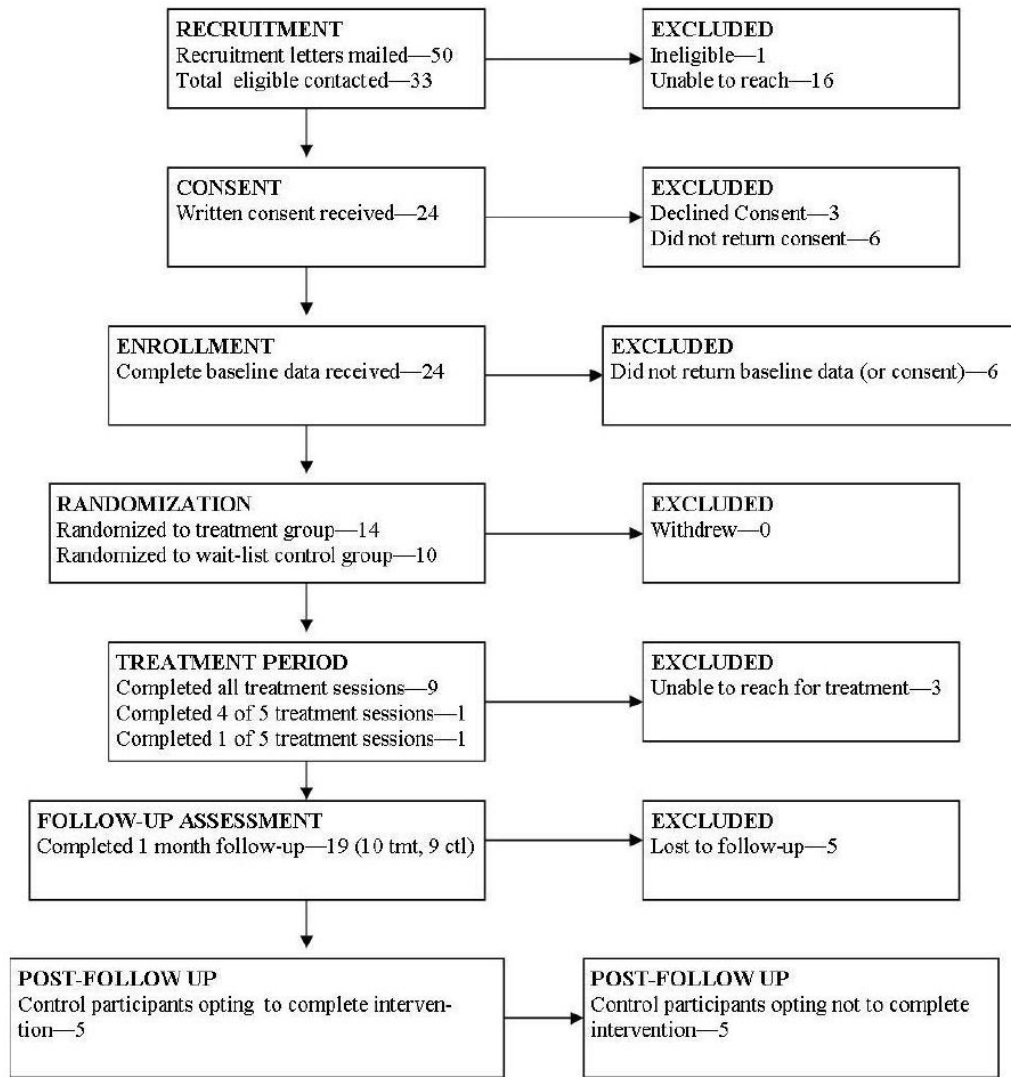 RECRUITMENT
Recruitment letters mailed—50
Total eligible contacted—33
EXCLUDED
Ineligible—1
Unable to reach—16
CONSENT
Written consent received—24
EXCLUDED
Declined Consent—3
Did not return consent—6
ENROLLMENT
Complete baseline data received—24
EXCLUDED
Did not return baseline data (or consent)—6
RANDOMIZATION
Randomized to treatment group—14
Randomized to wait-list control group—10
EXCLUDED
Withdrew—0
TREATMENT PERIOD
Completed all treatment sessions—9
Completed 4 of 5 treatment sessions—1
Completed 1 of 5 treatment sessions—1
EXCLUDED
Unable to reach for treatment—3
FOLLOW-UP ASSESSMENT
Completed 1 month follow-up—19 (10 tmt, 9 ctl)
EXCLUDED
Lost to follow-up—5
POST-FOLLOW UP
Control participants opting to complete interven-
tion—5
POST-FOLLOW UP
Control participants opting not to complete
intervention—5